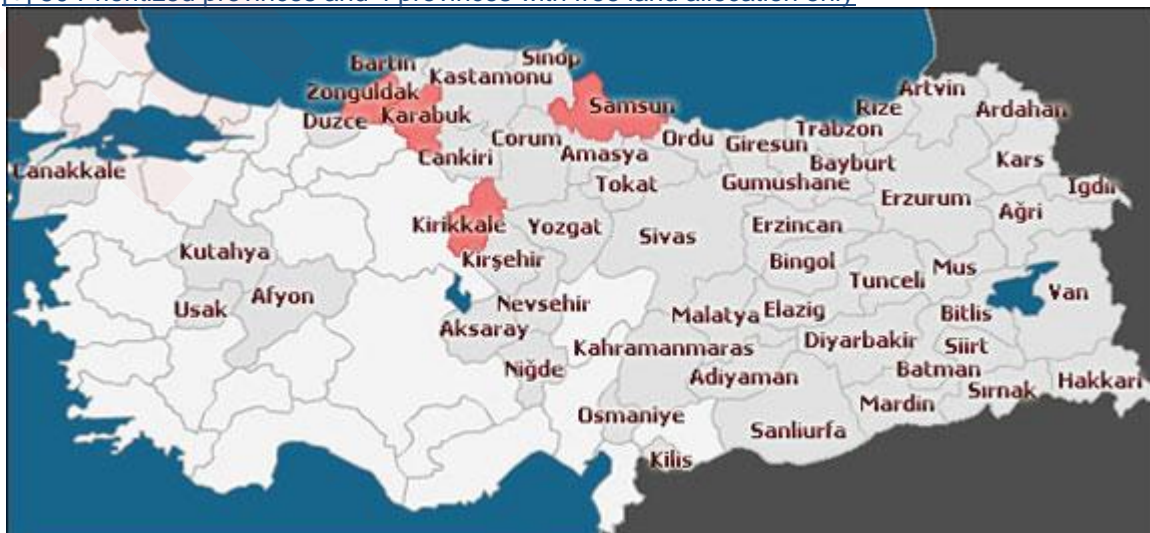 Sinop
Bartin
Kastamonu
Artvin
Zonguldak
Samsun
Rize
Ardahan
Duzce
Karabuk
Corum
Ordu
Giresun
Trabzon
Cankiri
Amasya
Bayburt
Kars
Canakkale
Tokat
Gumushane
Igdir
Erzurum
Ağri
Kirikkale
Yozgat
Sivas
Erzincan
Kutahya
Kirşehir
Bingol
Tunceli
Mus
Van
Usak
Afyon
Nevsehir
Malatya
Elazig
Bitlis
Aksaray
Kahramanmaras
Diyarbakir
Siirt
Niğde
Adiyaman
Batman
Sirnak
Hakkari
Osmaniye
Mardin
Sanliurfa
Kilis